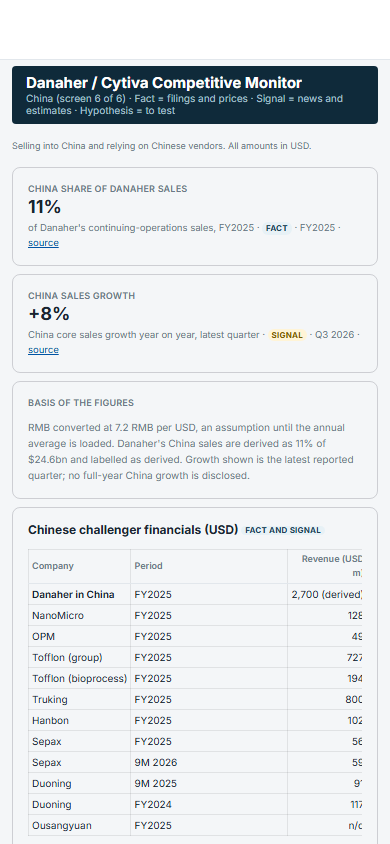 Danaher / Cytiva Competitive Monitor
China (screen 6 of 6) · Fact = filings and prices · Signal = news and
estimates · Hypothesis = to test
Selling into China and relying on Chinese vendors. All amounts in USD.
CHINA SHARE OF DANAHER SALES
11%
of Danaher's continuing-operations sales, FY2025 · FACT · FY2025 ·
source
CHINA SALES GROWTH
+8%
China core sales growth year on year, latest quarter · SIGNAL · Q3 2026 ·
source
BASIS OF THE FIGURES
RMB converted at 7.2 RMB per USD, an assumption until the annual
average is loaded. Danaher's China sales are derived as 11% of
$24.6bn and labelled as derived. Growth shown is the latest reported
quarter; no full-year China growth is disclosed.
Chinese challenger financials (USD) FACT AND SIGNAL
Company Period Revenue (USD
m)
Danaher in China FY2025 2,700 (derived)
NanoMicro FY2025 128
OPM FY2025 49
Tofflon (group) FY2025 727
Tofflon (bioprocess) FY2025 194
Truking FY2025 800
Hanbon FY2025 102
Sepax FY2025 56
Sepax 9M 2026 59
Duoning 9M 2025 91
Duoning FY2024 117
Ousangyuan FY2025 n/d